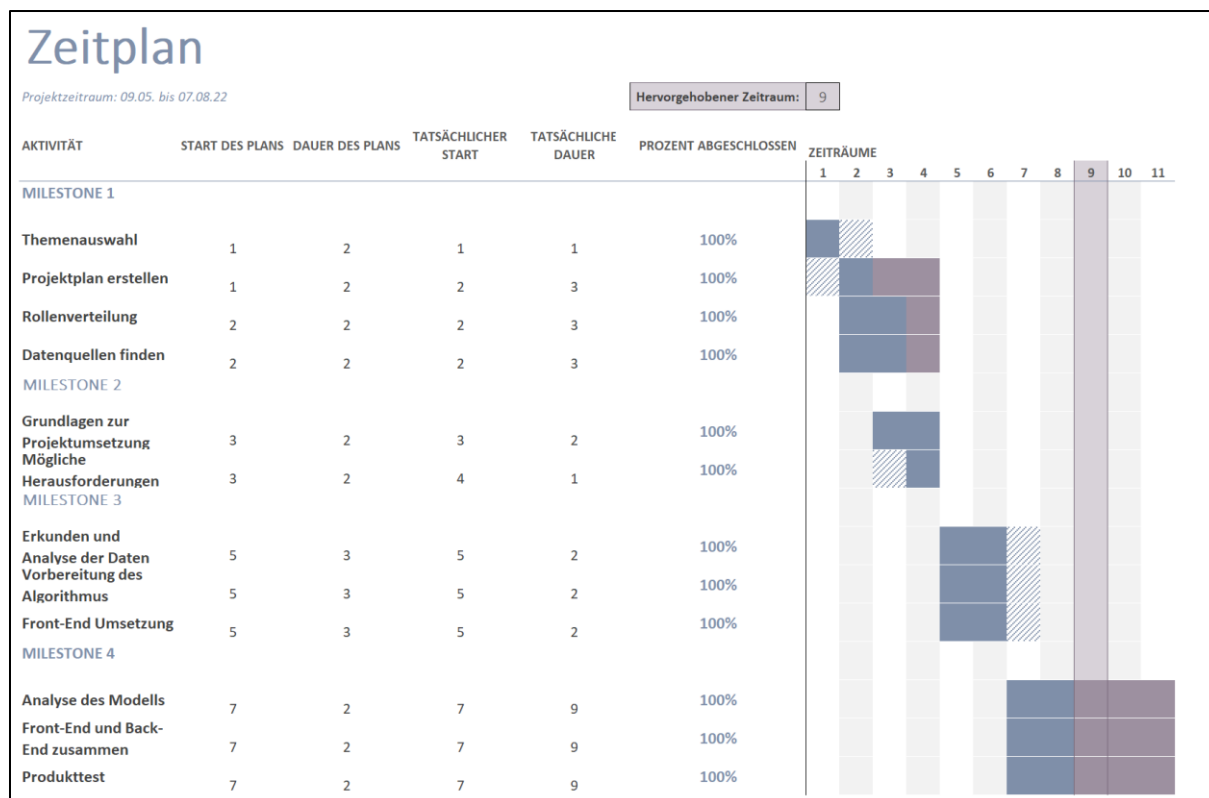 Zeitplan
Projektzeitraum: 09.05. bis 07.08.22
Hervorgehobener Zeitraum: 9
AKTIVITÄT START DES PLANS DAUER DES PLANS TATSÄCHLICHER START TATSÄCHLICHE DAUER PROZENT ABGESCHLOSSEN ZEITRÄUME
1 2 3 4 5 6 7 8 9 10 11
MILESTONE 1
Themenauswahl 1 2 1 1 100%
Projektplan erstellen 1 2 2 3 100%
Rollenverteilung 2 2 2 3 100%
Datenquellen finden 2 2 2 3 100%
MILESTONE 2
Grundlagen zur
Projektumsetzung 3 2 3 2 100%
Mögliche
Herausforderungen 3 2 4 1 100%
MILESTONE 3
Erkunden und
Analyse der Daten 5 3 5 2 100%
Vorbereitung des
Algorithmus 5 3 5 2 100%
Front-End Umsetzung 5 3 5 2 100%
MILESTONE 4
Analyse des Modells 7 2 7 9 100%
Front-End und Back-
End zusammen 7 2 7 9 100%
Produkttest 7 2 7 9 100%